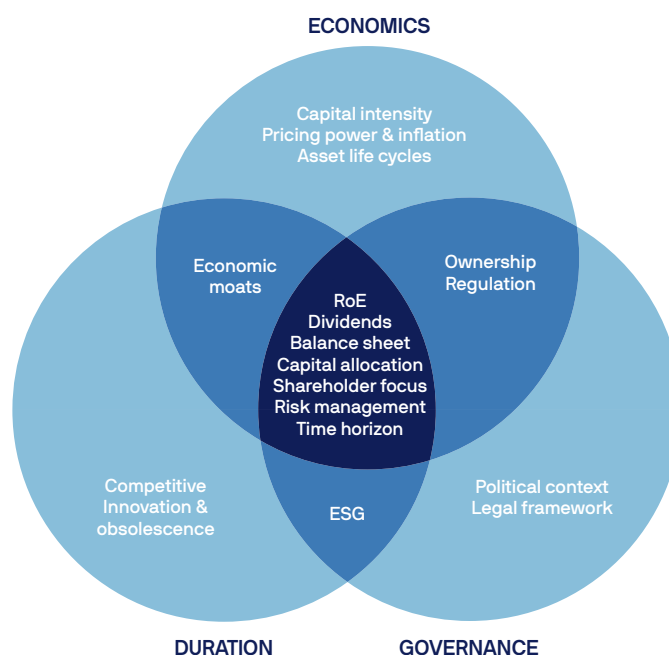 ECONOMICS
Capital intensity
Pricing power & inflation
Asset life cycles
Economic
moats
Ownership
Regulation
RoE
Dividends
Balance sheet
Capital allocation
Shareholder focus
Risk management
Time horizon
Competitive
Innovation &
obsolescence
ESG
Political context
Legal framework
DURATION
GOVERNANCE